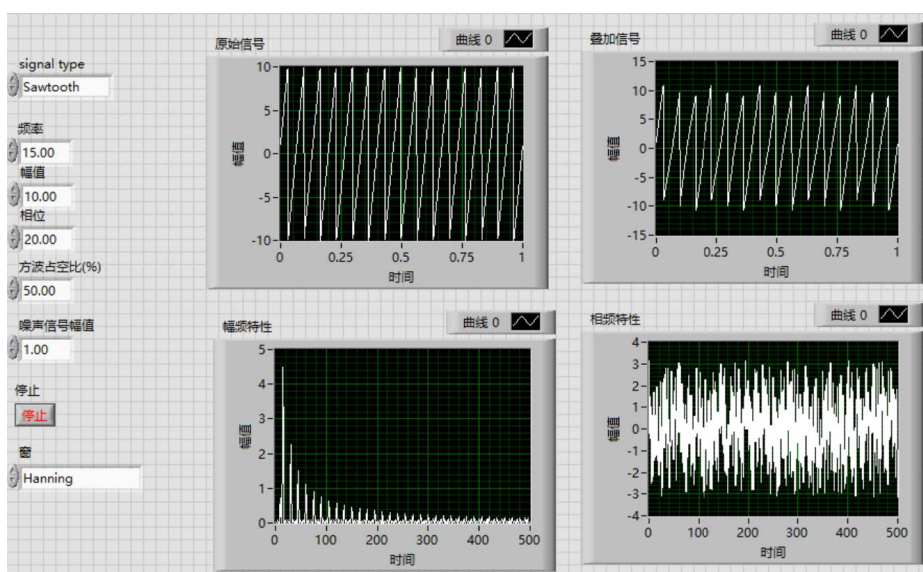 signal type
Sawtooth
频率
15.00
幅值
10.00
相位
20.00
方波占空比(%)
50.00
噪声信号幅值
1.00
停止
停止
窗
Hanning
原始信号
曲线 0
10
5
0
-5
-10
幅值
0
0.25
0.5
0.75
1
时间
叠加信号
曲线 0
15
10
5
0
-5
-10
-15
幅值
0
0.25
0.5
0.75
1
时间
幅频特性
曲线 0
5
4
3
2
1
0
幅值
0
100
200
300
400
500
时间
相频特性
曲线 0
4
3
2
1
0
-1
-2
-3
-4
幅值
0
100
200
300
400
500
时间